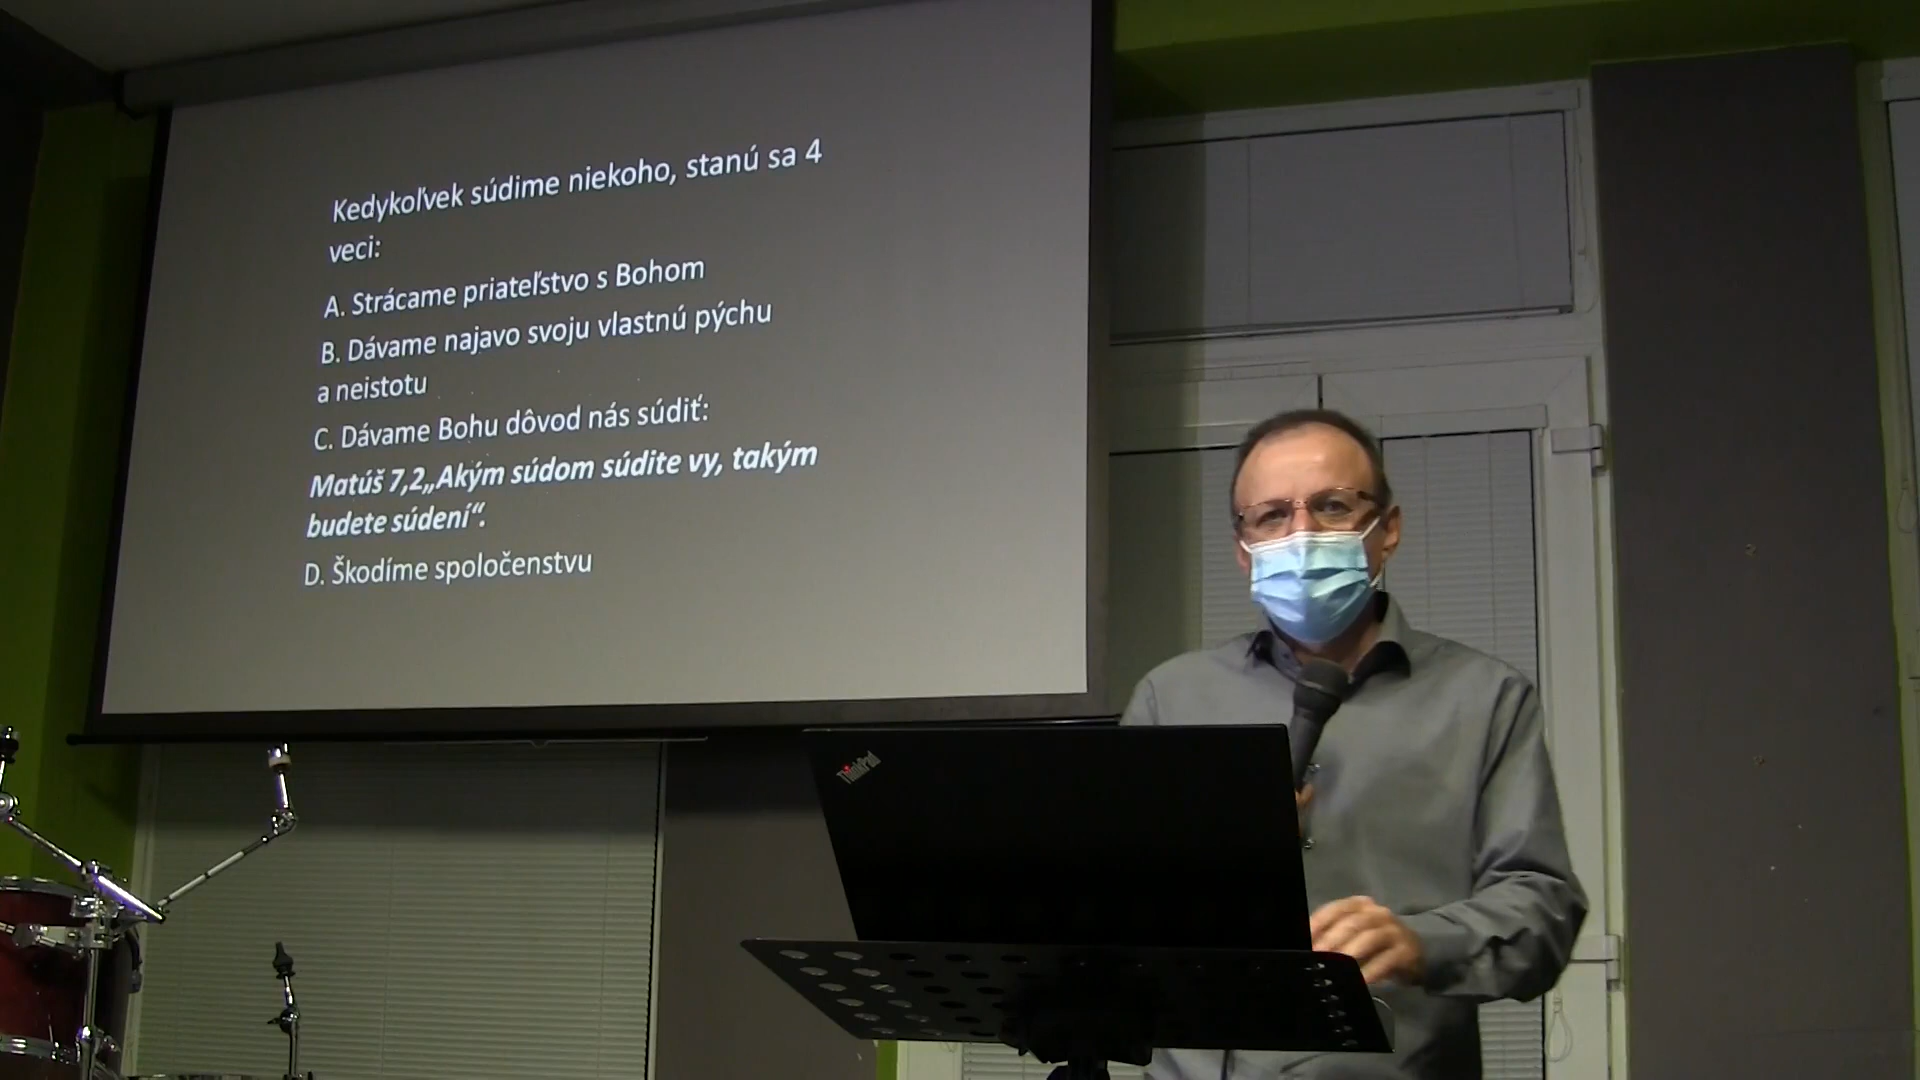 Kedykoľvek súdime niekoho, stanú sa 4
veci:
A. Strácame priateľstvo s Bohom
B. Dávame najavo svoju vlastnú pýchu
a neistotu
C. Dávame Bohu dôvod nás súdiť:
Matúš 7,2„Akým súdom súdite vy, takým
budete súdení“.
D. Škodíme spoločenstvu
ThinkPad